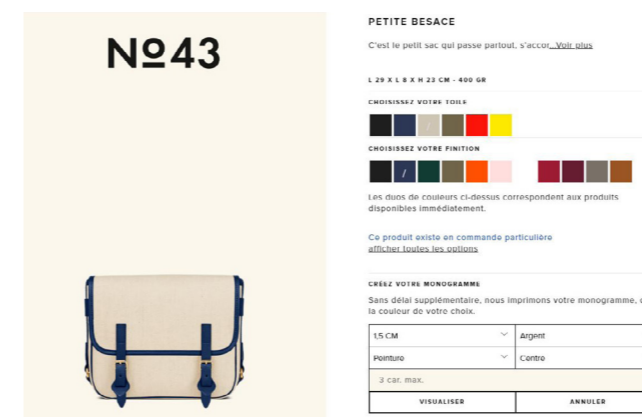 №43
PETITE BESACE
C'est le petit sac qui passe partout, s'accor...Voir plus
L 29 X L 8 X H 23 CM - 400 GR
CHOISISSEZ VOTRE TOILE
CHOISISSEZ VOTRE FINITION
Les duos de couleurs ci-dessus correspondent aux produits
disponibles immédiatement.
Ce produit existe en commande particulière
afficher toutes les options
CRÉEZ VOTRE MONOGRAMME
Sans délai supplémentaire, nous imprimons votre monogramme,
la couleur de votre choix.
1,5 CM Argent
Peinture Centre
3 car. max.
VISUALISER ANNULER